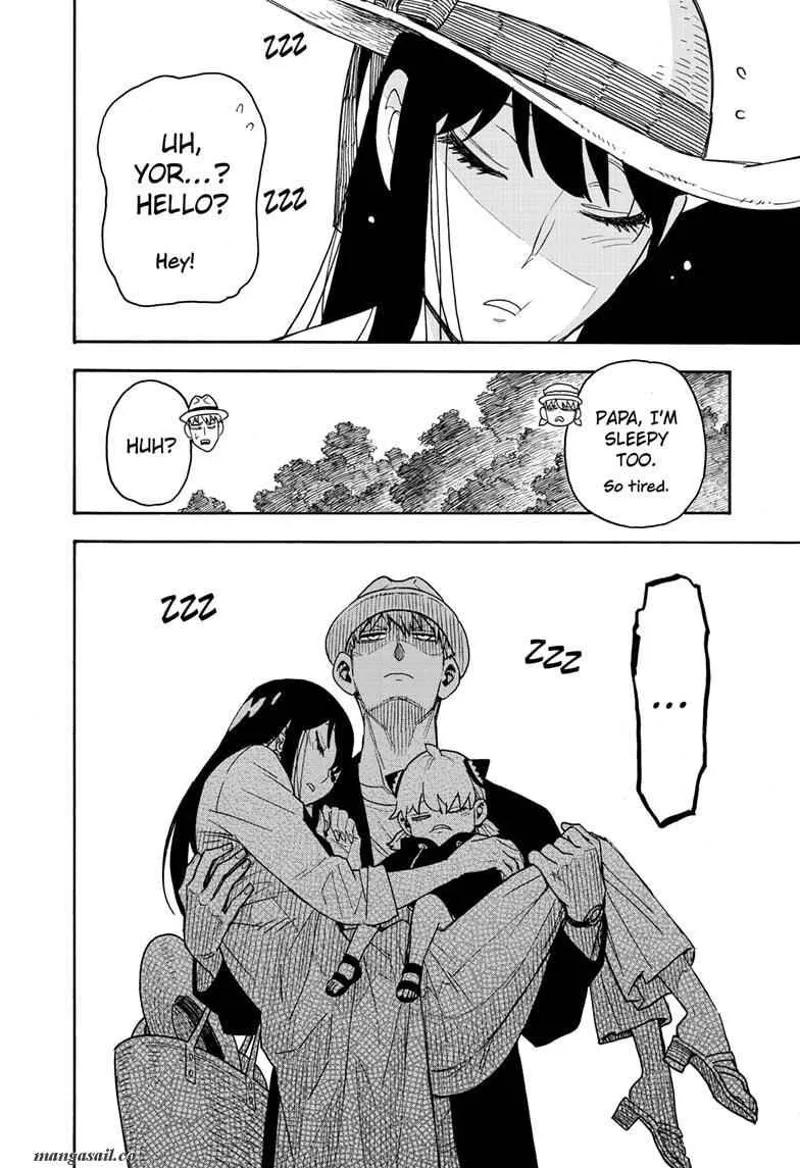 ZZZ
UH,
YOR...?
HELLO?
Hey!
ZZZ
PAPA, I'M
SLEEPY
TOO.
So tired.
HUH?
ZZZ
ZZZ
...
mangasail.co